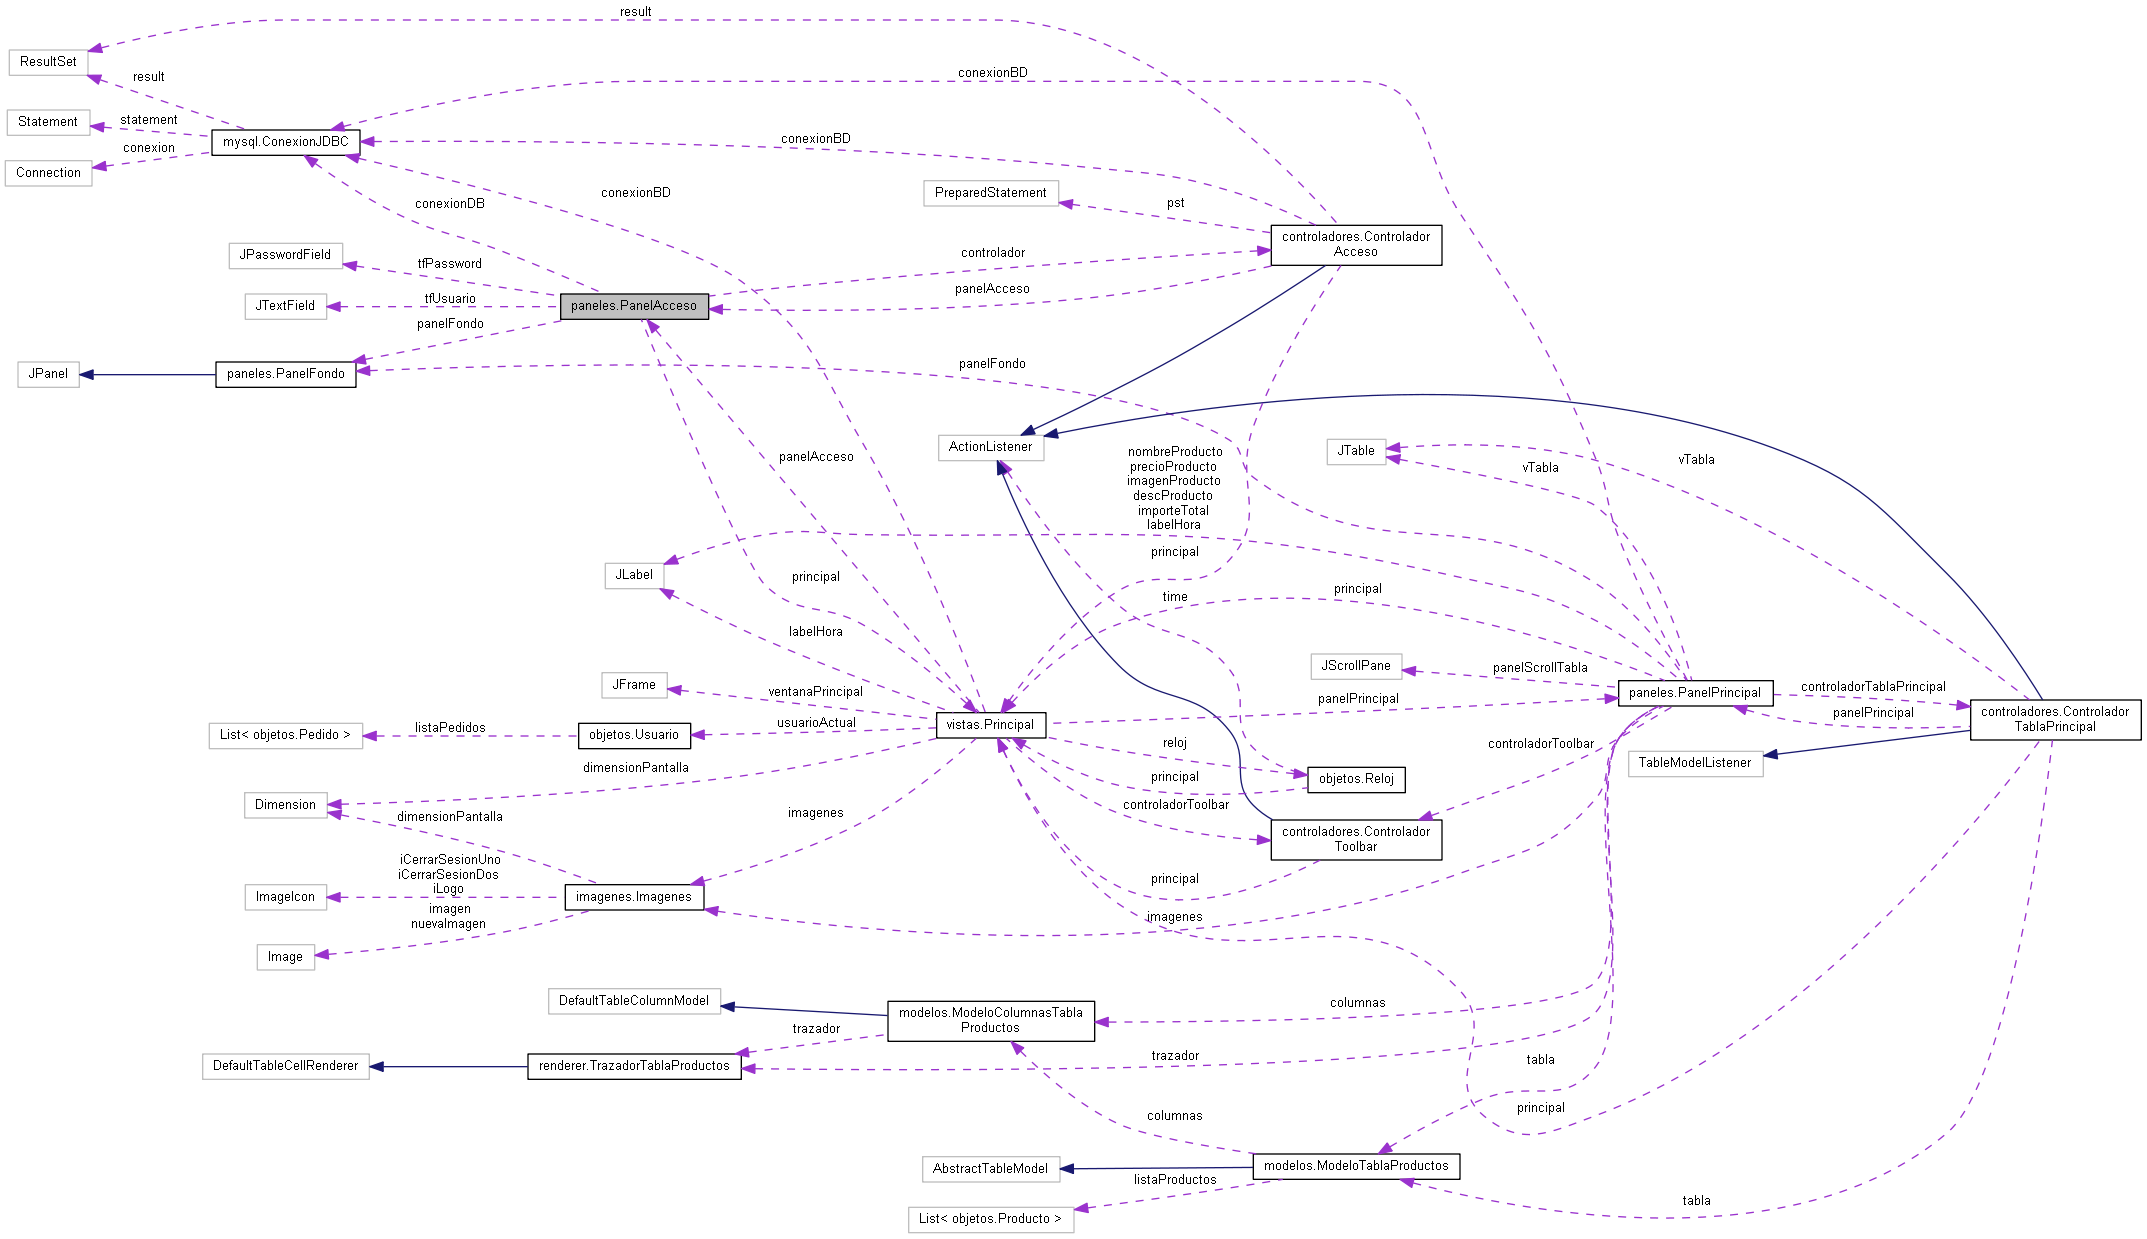 result
ResultSet
conexionBD
result
Statement
statement
mysql.ConexionJDBC
conexionBD
conexion
Connection
PreparedStatement
pst
conexionBD
conexionDB
controladores.Controlador
Acceso
JPasswordField
tfPassword
controlador
panelAcceso
JTextField
tfUsuario
paneles.PanelAcceso
panelFondo
JPanel
paneles.PanelFondo
panelFondo
ActionListener
JTable
vTabla
vTabla
panelAcceso
nombreProducto
precioProducto
imagenProducto
descProducto
importeTotal
labelHora
principal
JLabel
principal
time
principal
labelHora
JScrollPane
panelScrollTabla
JFrame
ventanaPrincipal
panelPrincipal
paneles.PanelPrincipal
controladorTablaPrincipal
panelPrincipal
controladores.Controlador
TablaPrincipal
List< objetos.Pedido >
listaPedidos
objetos.Usuario
usuarioActual
vistas.Principal
reloj
controladorToolbar
TableModelListener
dimensionPantalla
principal
objetos.Reloj
Dimension
dimensionPantalla
imagenes
controladorToolbar
controladores.Controlador
Toolbar
iCerrarSesionUno
iCerrarSesionDos
iLogo
ImageIcon
imagenes.Imagenes
principal
imagen
nuevaImagen
imagenes
Image
DefaultTableColumnModel
modelos.ModeloColumnasTabla
Productos
columnas
trazador
DefaultTableCellRenderer
renderer.TrazadorTablaProductos
trazador
tabla
columnas
principal
AbstractTableModel
modelos.ModeloTablaProductos
listaProductos
List< objetos.Producto >
tabla